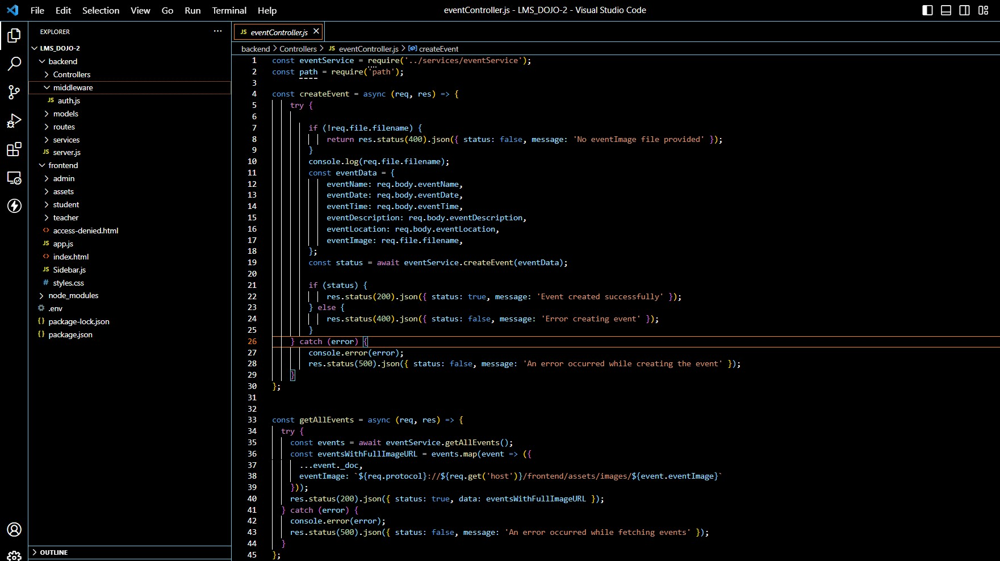 File Edit Selection View Go Run Terminal Help
eventController.js - LMS_DOJO-2 - Visual Studio Code
EXPLORER
LMS_DOJO-2
backend
Controllers
middleware
JS auth.js
models
routes
services
JS server.js
frontend
admin
assets
student
teacher
<> access-denied.html
JS app.js
<> index.html
JS Sidebar.js
# styles.css
node_modules
.env
{} package-lock.json
{} package.json
OUTLINE
JS eventController.js
backend > Controllers > JS eventController.js > createEvent
1 const eventService = require('../services/eventService');
2 const path = require('path');
3
4 const createEvent = async (req, res) => {
5 try {
6
7 if (!req.file.filename) {
8 return res.status(400).json({ status: false, message: 'No eventImage file provided' });
9 }
10 console.log(req.file.filename);
11 const eventData = {
12 eventName: req.body.eventName,
13 eventDate: req.body.eventDate,
14 eventTime: req.body.eventTime,
15 eventDescription: req.body.eventDescription,
16 eventLocation: req.body.eventLocation,
17 eventImage: req.file.filename,
18 };
19 const status = await eventService.createEvent(eventData);
20
21 if (status) {
22 res.status(200).json({ status: true, message: 'Event created successfully' });
23 } else {
24 res.status(400).json({ status: false, message: 'Error creating event' });
25 }
26 } catch (error) {
27 console.error(error);
28 res.status(500).json({ status: false, message: 'An error occurred while creating the event' });
29 }
30 };
31
32
33 const getAllEvents = async (req, res) => {
34 try {
35 const events = await eventService.getAllEvents();
36 const eventsWithFullImageURL = events.map(event => ({
37 ...event._doc,
38 eventImage: `${req.protocol}://${req.get('host')}/frontend/assets/images/${event.eventImage}`
39 }));
40 res.status(200).json({ status: true, data: eventsWithFullImageURL });
41 } catch (error) {
42 console.error(error);
43 res.status(500).json({ status: false, message: 'An error occurred while fetching events' });
44 }
45 };